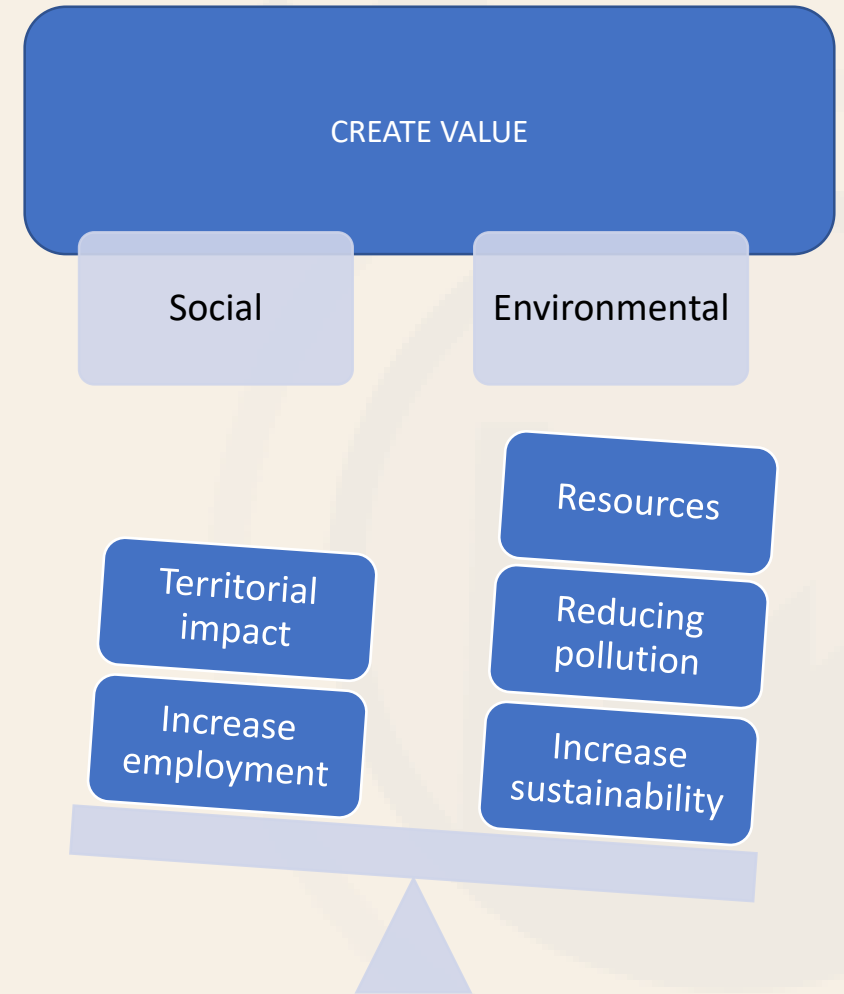 CREATE VALUE
Social
Environmental
Territorial
impact
Increase
employment
Resources
Reducing
pollution
Increase
sustainability